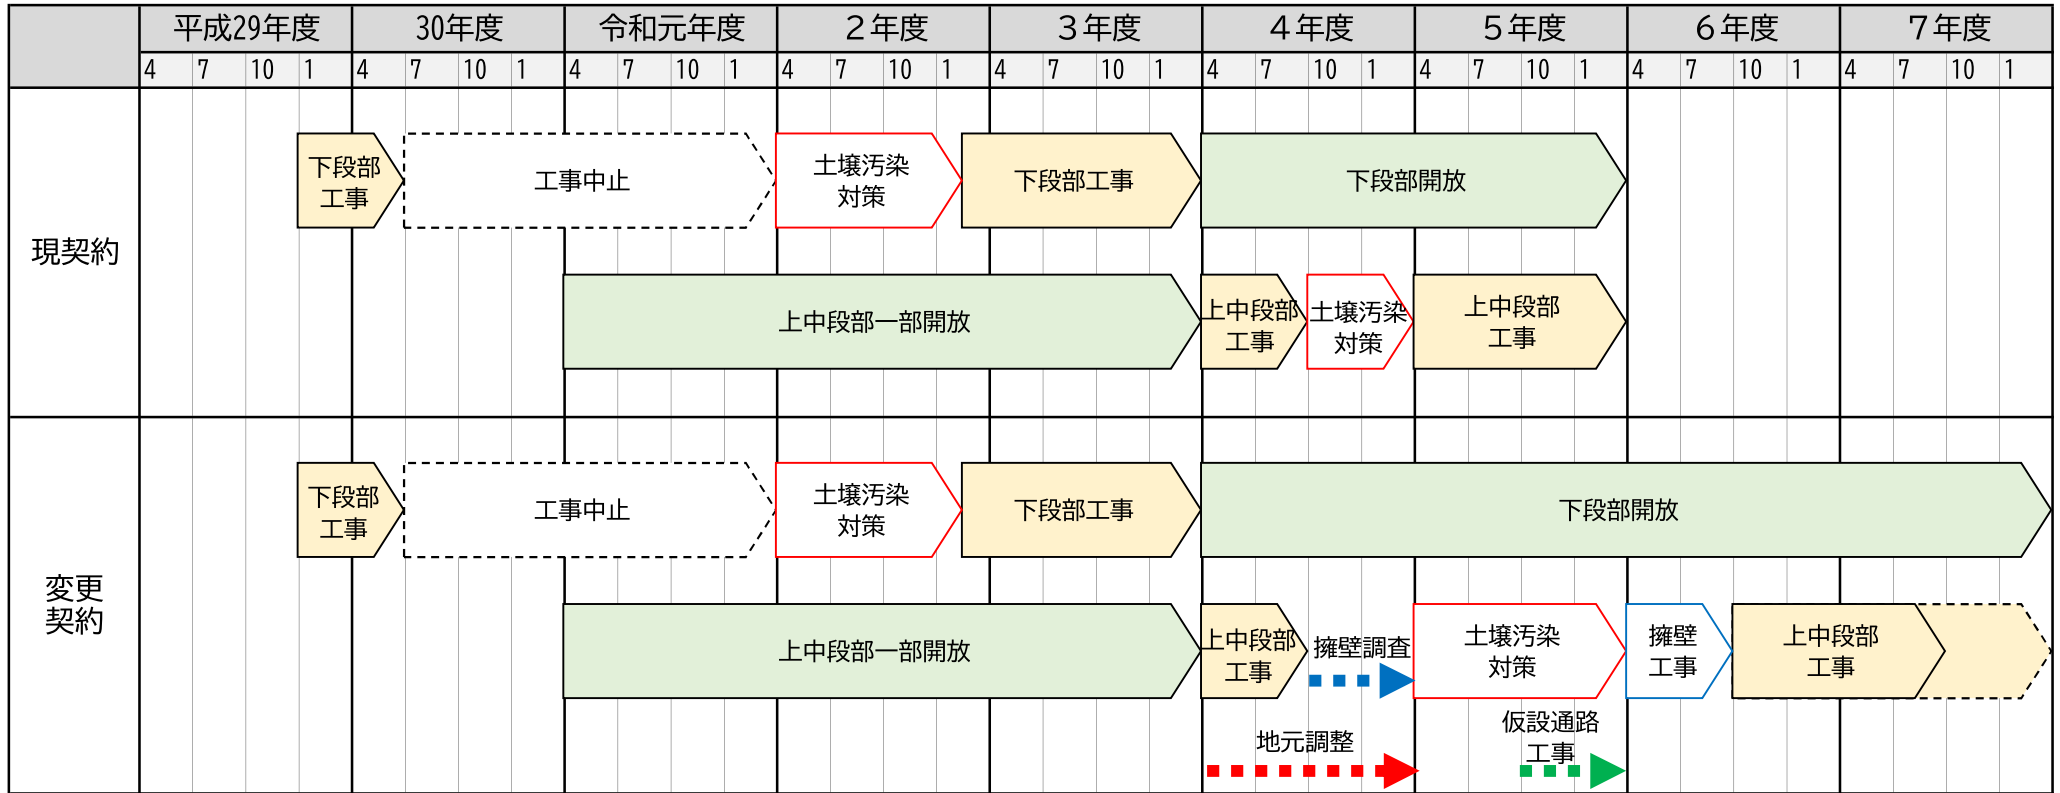 平成29年度 30年度 令和元年度 ２年度 ３年度 ４年度 ５年度 ６年度 ７年度
4 7 10 1 4 7 10 1 4 7 10 1 4 7 10 1 4 7 10 1 4 7 10 1 4 7 10 1 4 7 10 1 4 7 10 1
現契約
下段部
工事
工事中止
土壌汚染
対策
下段部工事
下段部開放
上中段部一部開放
上中段部
工事
土壌汚染
対策
上中段部
工事
変更
契約
下段部
工事
工事中止
土壌汚染
対策
下段部工事
下段部開放
上中段部一部開放
上中段部
工事
擁壁調査
土壌汚染
対策
擁壁
工事
上中段部
工事
地元調整
仮設通路
工事